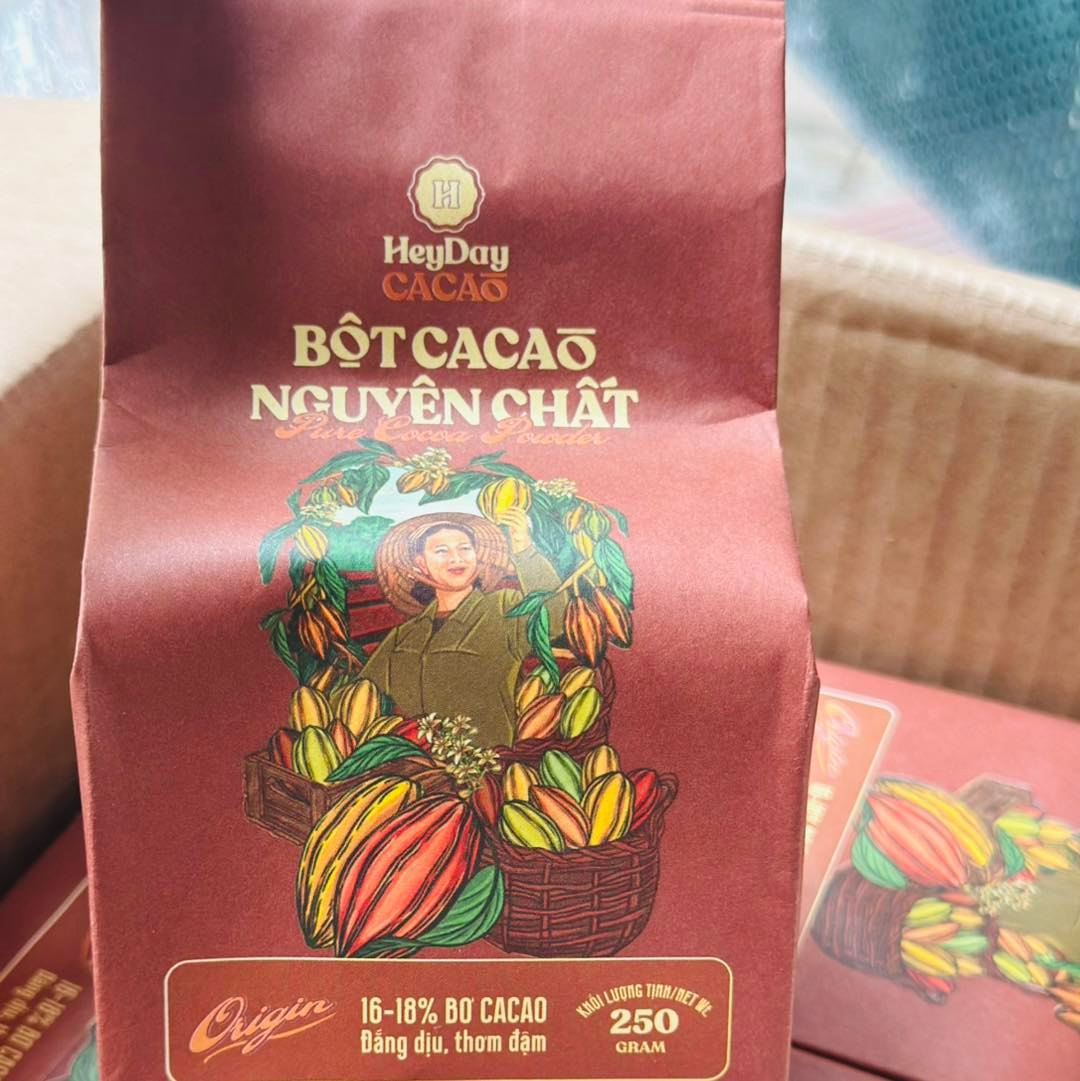 H
HeyDay
CACAO
BỘT CACAO
NGUYÊN CHẤT
Pure Cocoa Powder
Origin
16-18% BƠ CACAO
Đắng dịu, thơm đậm
KHỐI LƯỢNG TỊNH/NET Wt.
250
GRAM
Origin